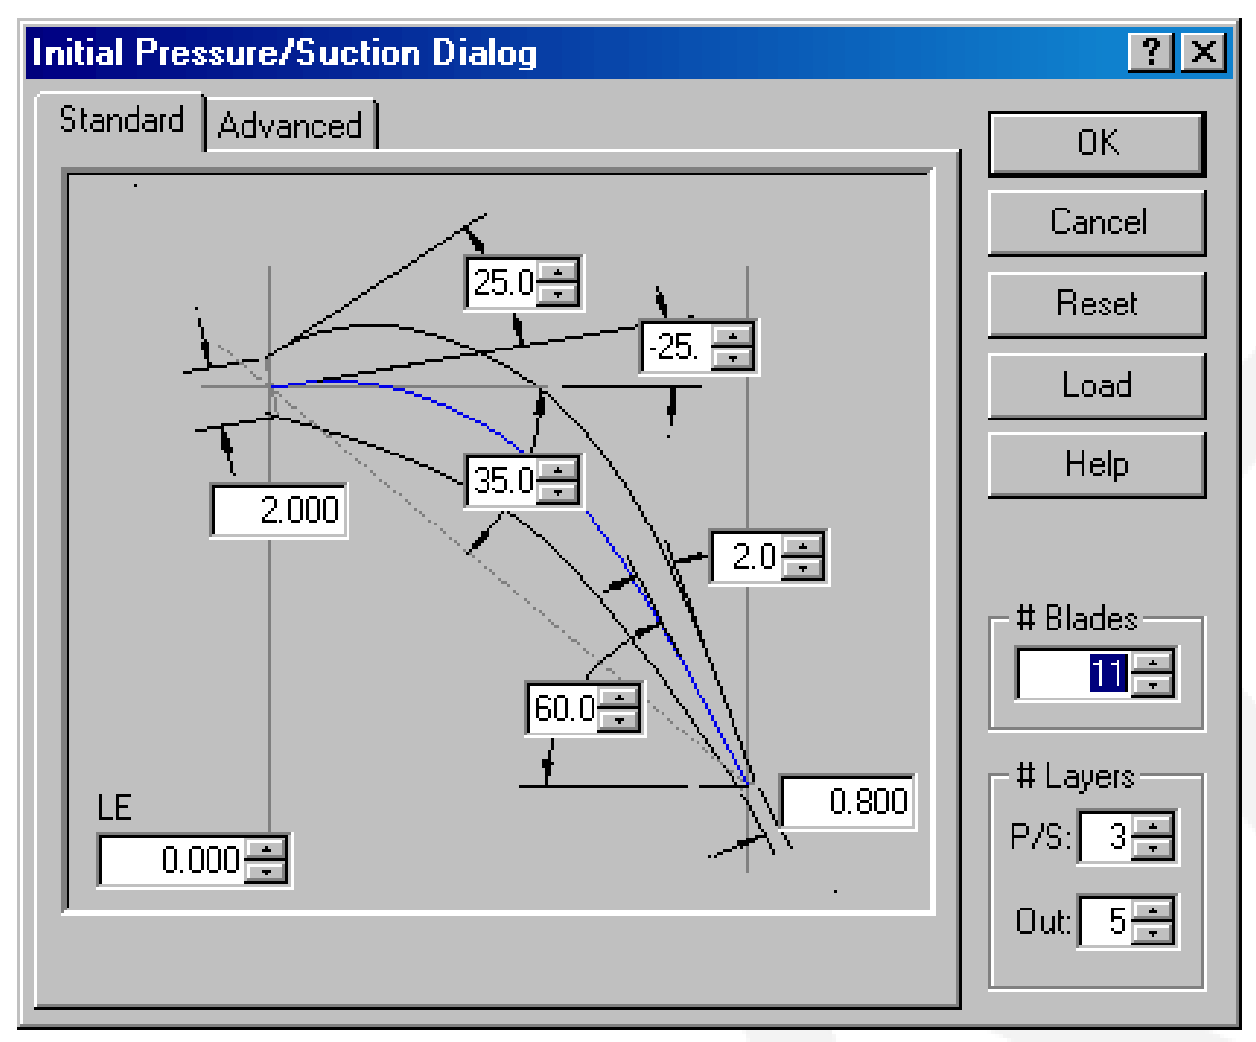 Initial Pressure/Suction Dialog
?
Standard
Advanced
OK
Cancel
Reset
Load
Help
25.0
-25.
35.0
2.000
2.0
60.0
0.800
LE
0.000
# Blades
11
# Layers
P/S: 3
Out: 5